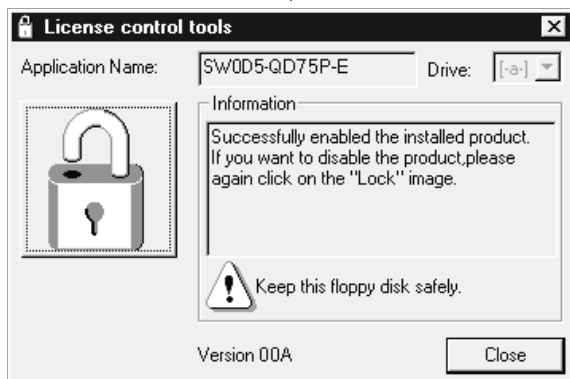 License control tools
Application Name: SW0D5-QD75P-E Drive: [-a-]
Information
Successfully enabled the installed product.
If you want to disable the product,please
again click on the "Lock" image.
Keep this floppy disk safely.
Version 00A Close